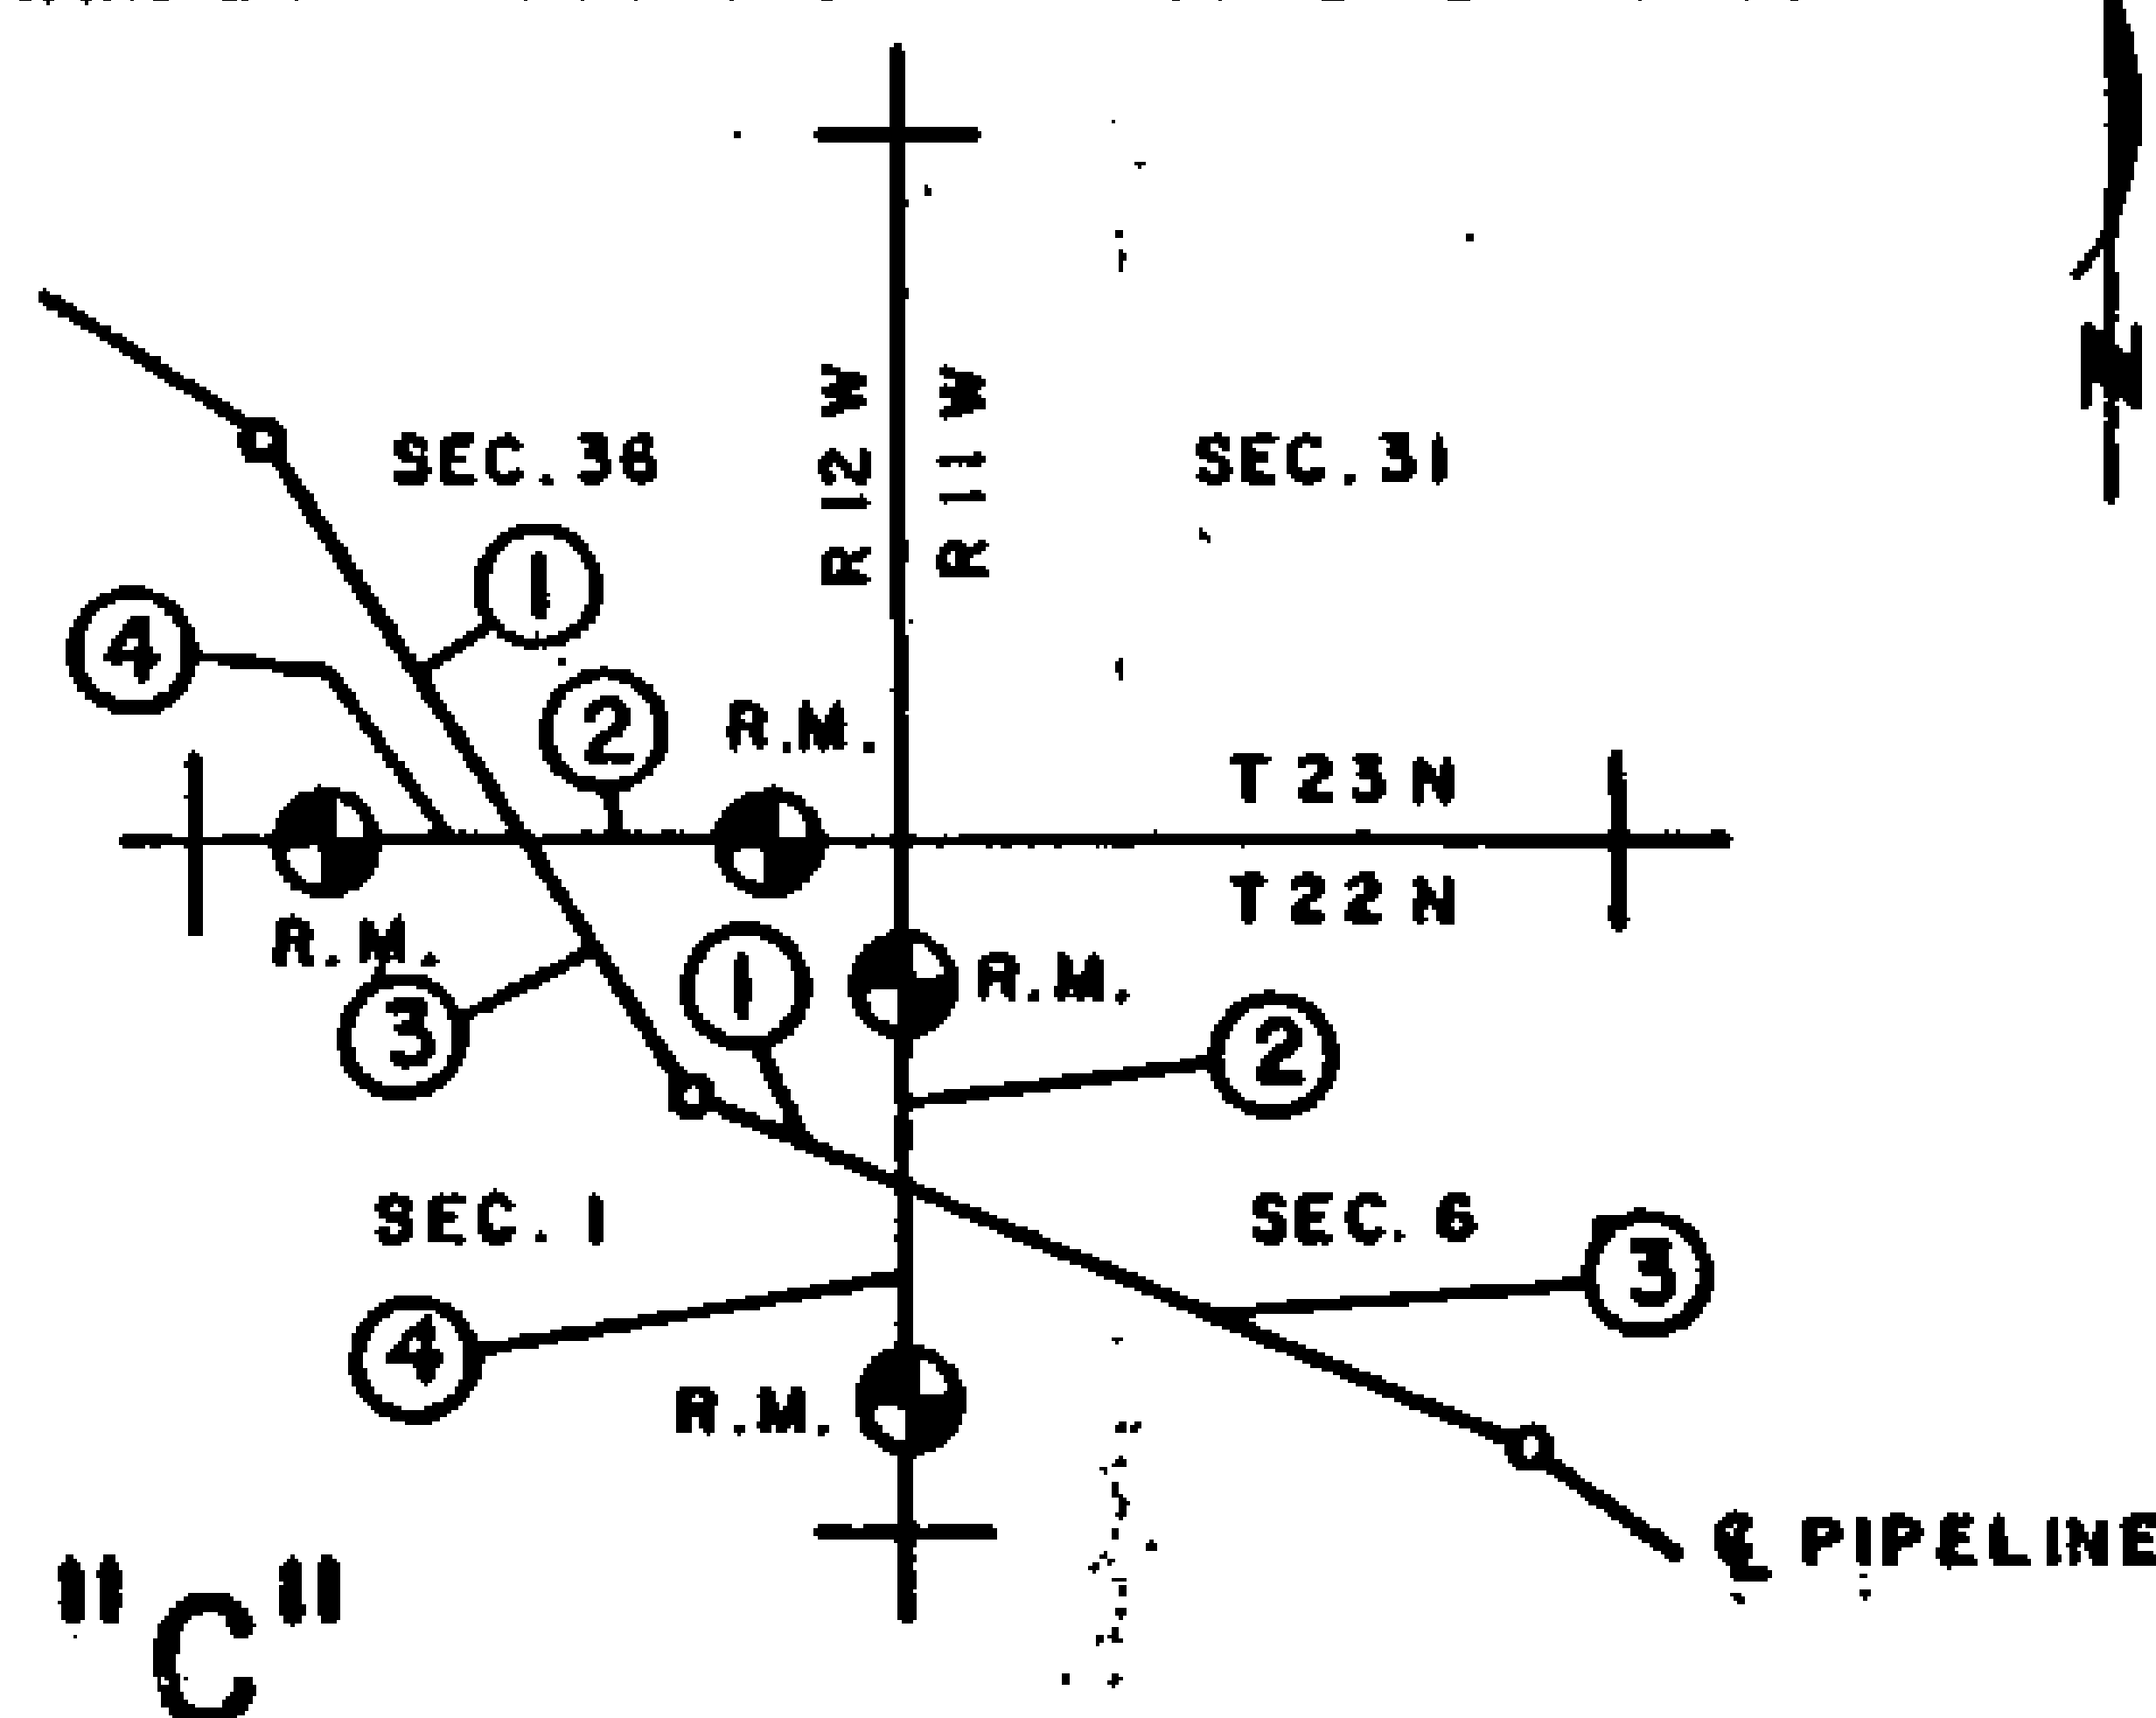 N
R 12 W
R 11 W
SEC. 36
SEC. 31
1
4
2
R.M.
T 23 N
T 22 N
R.M.
1
R.M.
3
2
SEC. 1
SEC. 6
3
4
R.M.
℄ PIPELINE
"C"